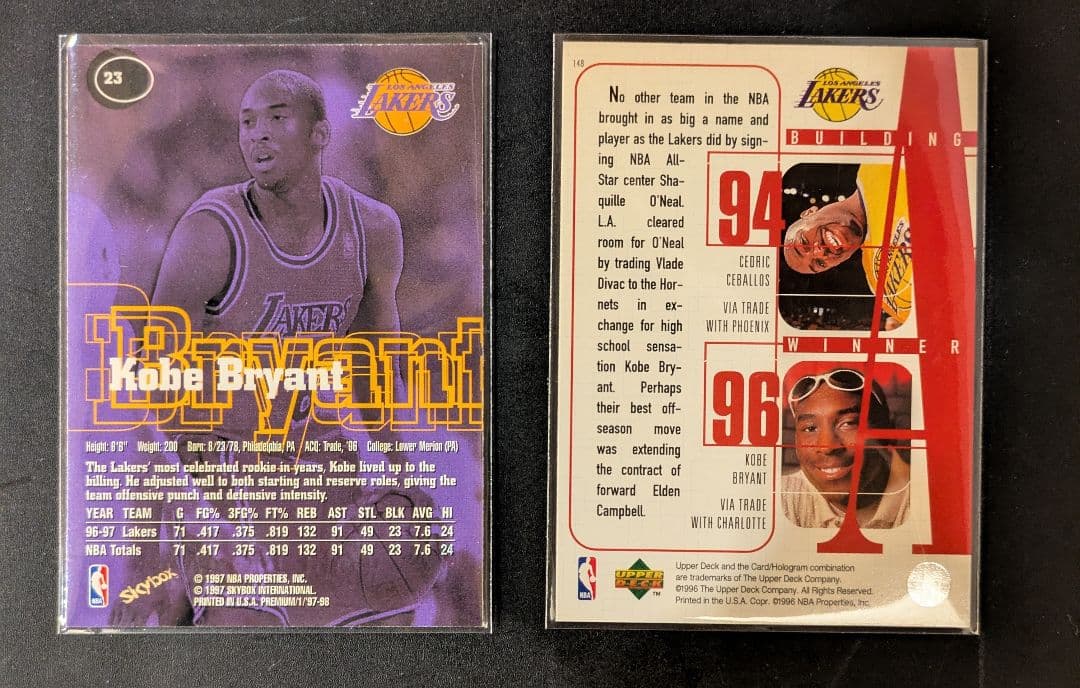 23
LOS ANGELES
LAKERS
LAKERS
Bryant
Kobe Bryant
Height: 6'6" Weight: 200 Born: 8/23/78, Philadelphia, PA ACQ: Trade, '96 College: Lower Merion (PA)
The Lakers' most celebrated rookie-in-years, Kobe lived up to the
billing. He adjusted well to both starting and reserve roles, giving the
team offensive punch and defensive intensity.
YEAR TEAM G FG% 3FG% FT% REB AST STL BLK AVG HI
96-97 Lakers 71 .417 .375 .819 132 91 49 23 7.6 24
NBA Totals 71 .417 .375 .819 132 91 49 23 7.6 24
NBA
SkyBox
© 1997 NBA PROPERTIES, INC.
© 1997 SKYBOX INTERNATIONAL.
PRINTED IN U.S.A. PREMIUM/1/'97-98
148
LOS ANGELES
LAKERS
No other team in the NBA
brought in as big a name and
player as the Lakers did by sign-
ing NBA All-
Star center Sha-
quille O'Neal.
L.A. cleared
room for O'Neal
by trading Vlade
Divac to the Hor-
nets in ex-
change for high
school sensa-
tion Kobe Bry-
ant. Perhaps
their best off-
season move
was extending
the contract of
forward Elden
Campbell.
BUILDING
A
94
CEDRIC
CEBALLOS
VIA TRADE
WITH PHOENIX
LAKERS
WINNER
96
KOBE
BRYANT
VIA TRADE
WITH CHARLOTTE
NBA
UPPER
DECK
TM
Upper Deck and the Card/Hologram combination
are trademarks of The Upper Deck Company.
©1996 The Upper Deck Company. All Rights Reserved.
Printed in the U.S.A. Copr. ©1996 NBA Properties, Inc.